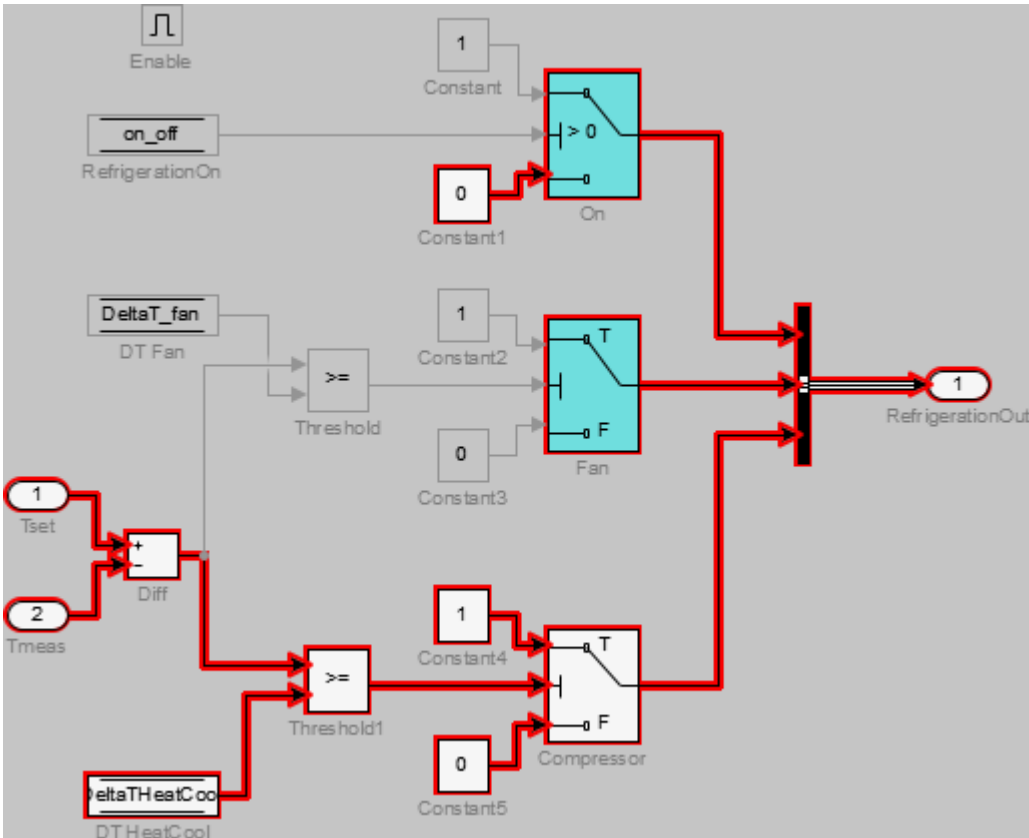 Enable
1
Constant
on_off
RefrigerationOn
> 0
0
Constant1
On
DeltaT_fan
DT Fan
1
Constant2
>=
Threshold
T
F
Fan
0
Constant3
1
RefrigerationOut
1
Tset
+
-
Diff
2
Tmeas
1
Constant4
>=
Threshold1
T
F
Compressor
0
Constant5
DeltaTHeatCoo
DT HeatCool